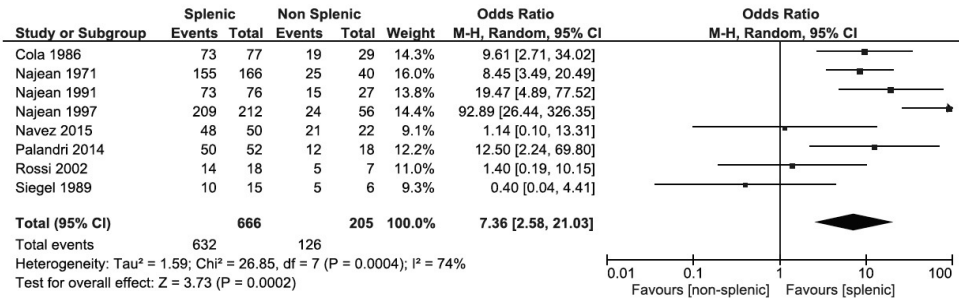 Splenic Non Splenic Odds Ratio Odds Ratio
Study or Subgroup Events Total Events Total Weight M-H, Random, 95% CI M-H, Random, 95% CI
Cola 1986 73 77 19 29 14.3% 9.61 [2.71, 34.02]
Najean 1971 155 166 25 40 16.0% 8.45 [3.49, 20.49]
Najean 1991 73 76 15 27 13.8% 19.47 [4.89, 77.52]
Najean 1997 209 212 24 56 14.4% 92.89 [26.44, 326.35]
Navez 2015 48 50 21 22 9.1% 1.14 [0.10, 13.31]
Palandri 2014 50 52 12 18 12.2% 12.50 [2.24, 69.80]
Rossi 2002 14 18 5 7 10.9% 1.40 [0.19, 10.15]
Siegel 1989 10 15 5 6 9.3% 0.40 [0.04, 4.41]
Total (95% CI) 666 205 100.0% 7.36 [2.58, 21.03]
Total events 632 126
Heterogeneity: Tau² = 1.59; Chi² = 26.85, df = 7 (P = 0.0004); I² = 74%
Test for overall effect: Z = 3.73 (P = 0.0002)
0.01 0.1 1 10 100
Favours [non-splenic] Favours [splenic]